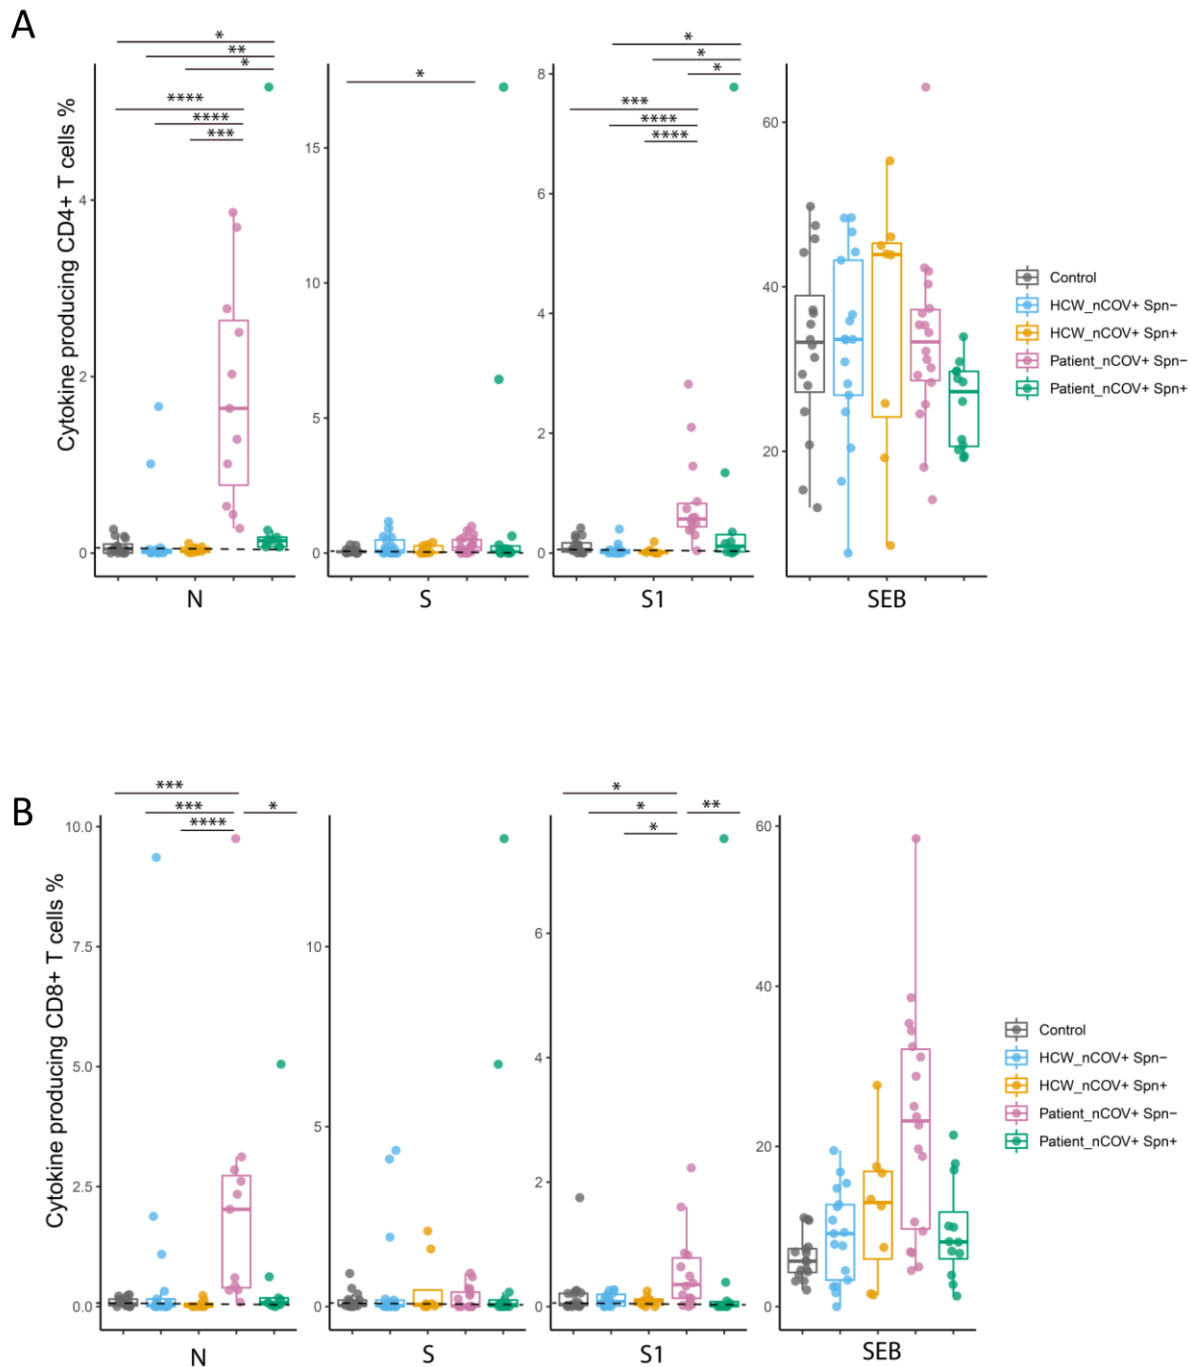 A
Cytokine producing CD4+ T cells %
*
**
*
****
****
***
4
2
0
N
*
15
10
5
0
S
*
*
*
***
****
****
8
6
4
2
0
S1
60
40
20
SEB
Control
HCW_nCOV+ Spn−
HCW_nCOV+ Spn+
Patient_nCOV+ Spn−
Patient_nCOV+ Spn+
B
Cytokine producing CD8+ T cells %
***
***
*
****
10.0
7.5
5.0
2.5
0.0
N
10
5
0
S
*
*
**
*
6
4
2
0
S1
60
40
20
0
SEB
Control
HCW_nCOV+ Spn−
HCW_nCOV+ Spn+
Patient_nCOV+ Spn−
Patient_nCOV+ Spn+